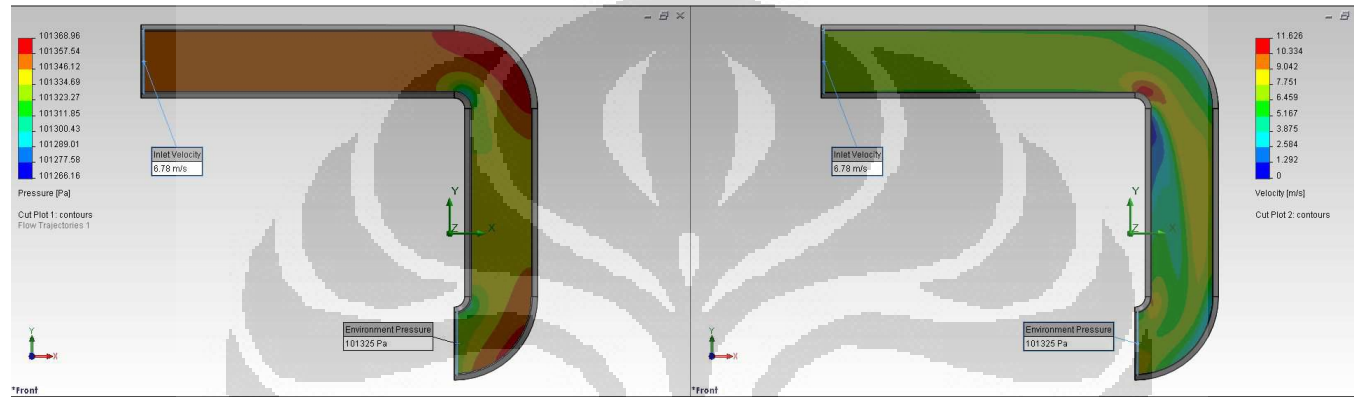 101368.96
101357.54
101346.12
101334.69
101323.27
101311.85
101300.43
101289.01
101277.58
101266.16
Pressure [Pa]
Cut Plot 1: contours
Flow Trajectories 1
Inlet Velocity
6.78 m/s
Y
Z
X
Environment Pressure
101325 Pa
Y
X
*Front
11.626
10.334
9.042
7.751
6.459
5.167
3.875
2.584
1.292
0
Velocity [m/s]
Cut Plot 2: contours
Inlet Velocity
6.78 m/s
Y
Z
X
Environment Pressure
101325 Pa
Y
X
*Front